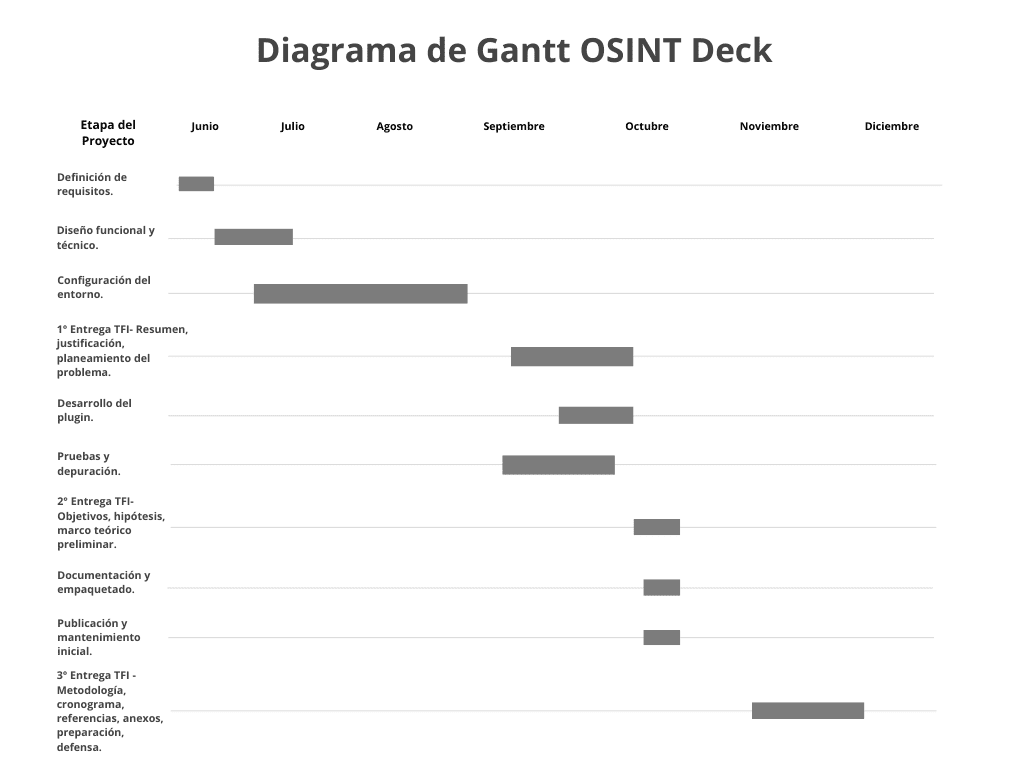 Diagrama de Gantt OSINT Deck
Etapa del
Proyecto
Junio
Julio
Agosto
Septiembre
Octubre
Noviembre
Diciembre
Definición de
requisitos.
Diseño funcional y
técnico.
Configuración del
entorno.
1° Entrega TFI- Resumen,
justificación,
planeamiento del
problema.
Desarrollo del
plugin.
Pruebas y
depuración.
2° Entrega TFI-
Objetivos, hipótesis,
marco teórico
preliminar.
Documentación y
empaquetado.
Publicación y
mantenimiento
inicial.
3° Entrega TFI -
Metodología,
cronograma,
referencias, anexos,
preparación,
defensa.